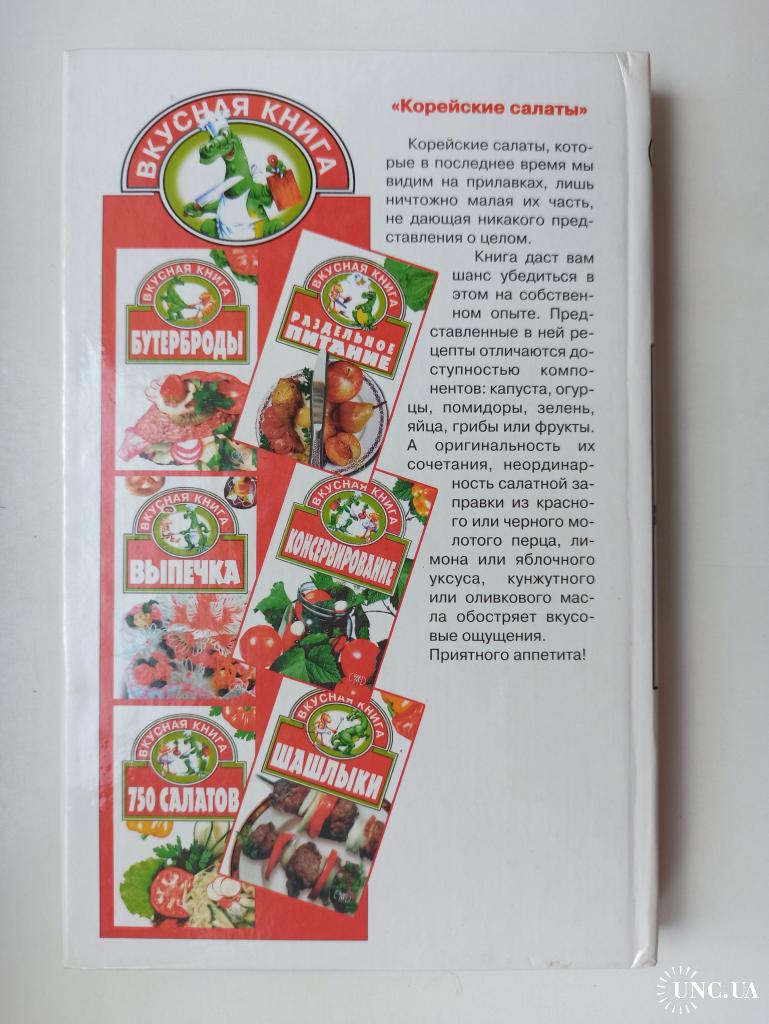 ВКУСНАЯ КНИГА
«Корейские салаты»
Корейские салаты, кото-
рые в последнее время мы
видим на прилавках, лишь
ничтожно малая их часть,
не дающая никакого пред-
ставления о целом.
Книга даст вам
шанс убедиться в
этом на собствен-
ном опыте. Пред-
ставленные в ней ре-
цепты отличаются до-
ступностью компо-
нентов: капуста, огур-
цы, помидоры, зелень,
яйца, грибы или фрукты.
А оригинальность их
сочетания, неординар-
ность салатной за-
правки из красно-
го или черного мо-
лотого перца, ли-
мона или яблочного
уксуса, кунжутного
или оливкового мас-
ла обостряет вкусо-
вые ощущения.
Приятного аппетита!
ВКУСНАЯ КНИГА
БУТЕРБРОДЫ
ВКУСНАЯ КНИГА
РАЗДЕЛЬНОЕ
ПИТАНИЕ
ВКУСНАЯ КНИГА
ВЫПЕЧКА
ВКУСНАЯ КНИГА
КОНСЕРВИРОВАНИЕ
ВКУСНАЯ КНИГА
750 САЛАТОВ
ВКУСНАЯ КНИГА
ШАШЛЫКИ
UNC.UA